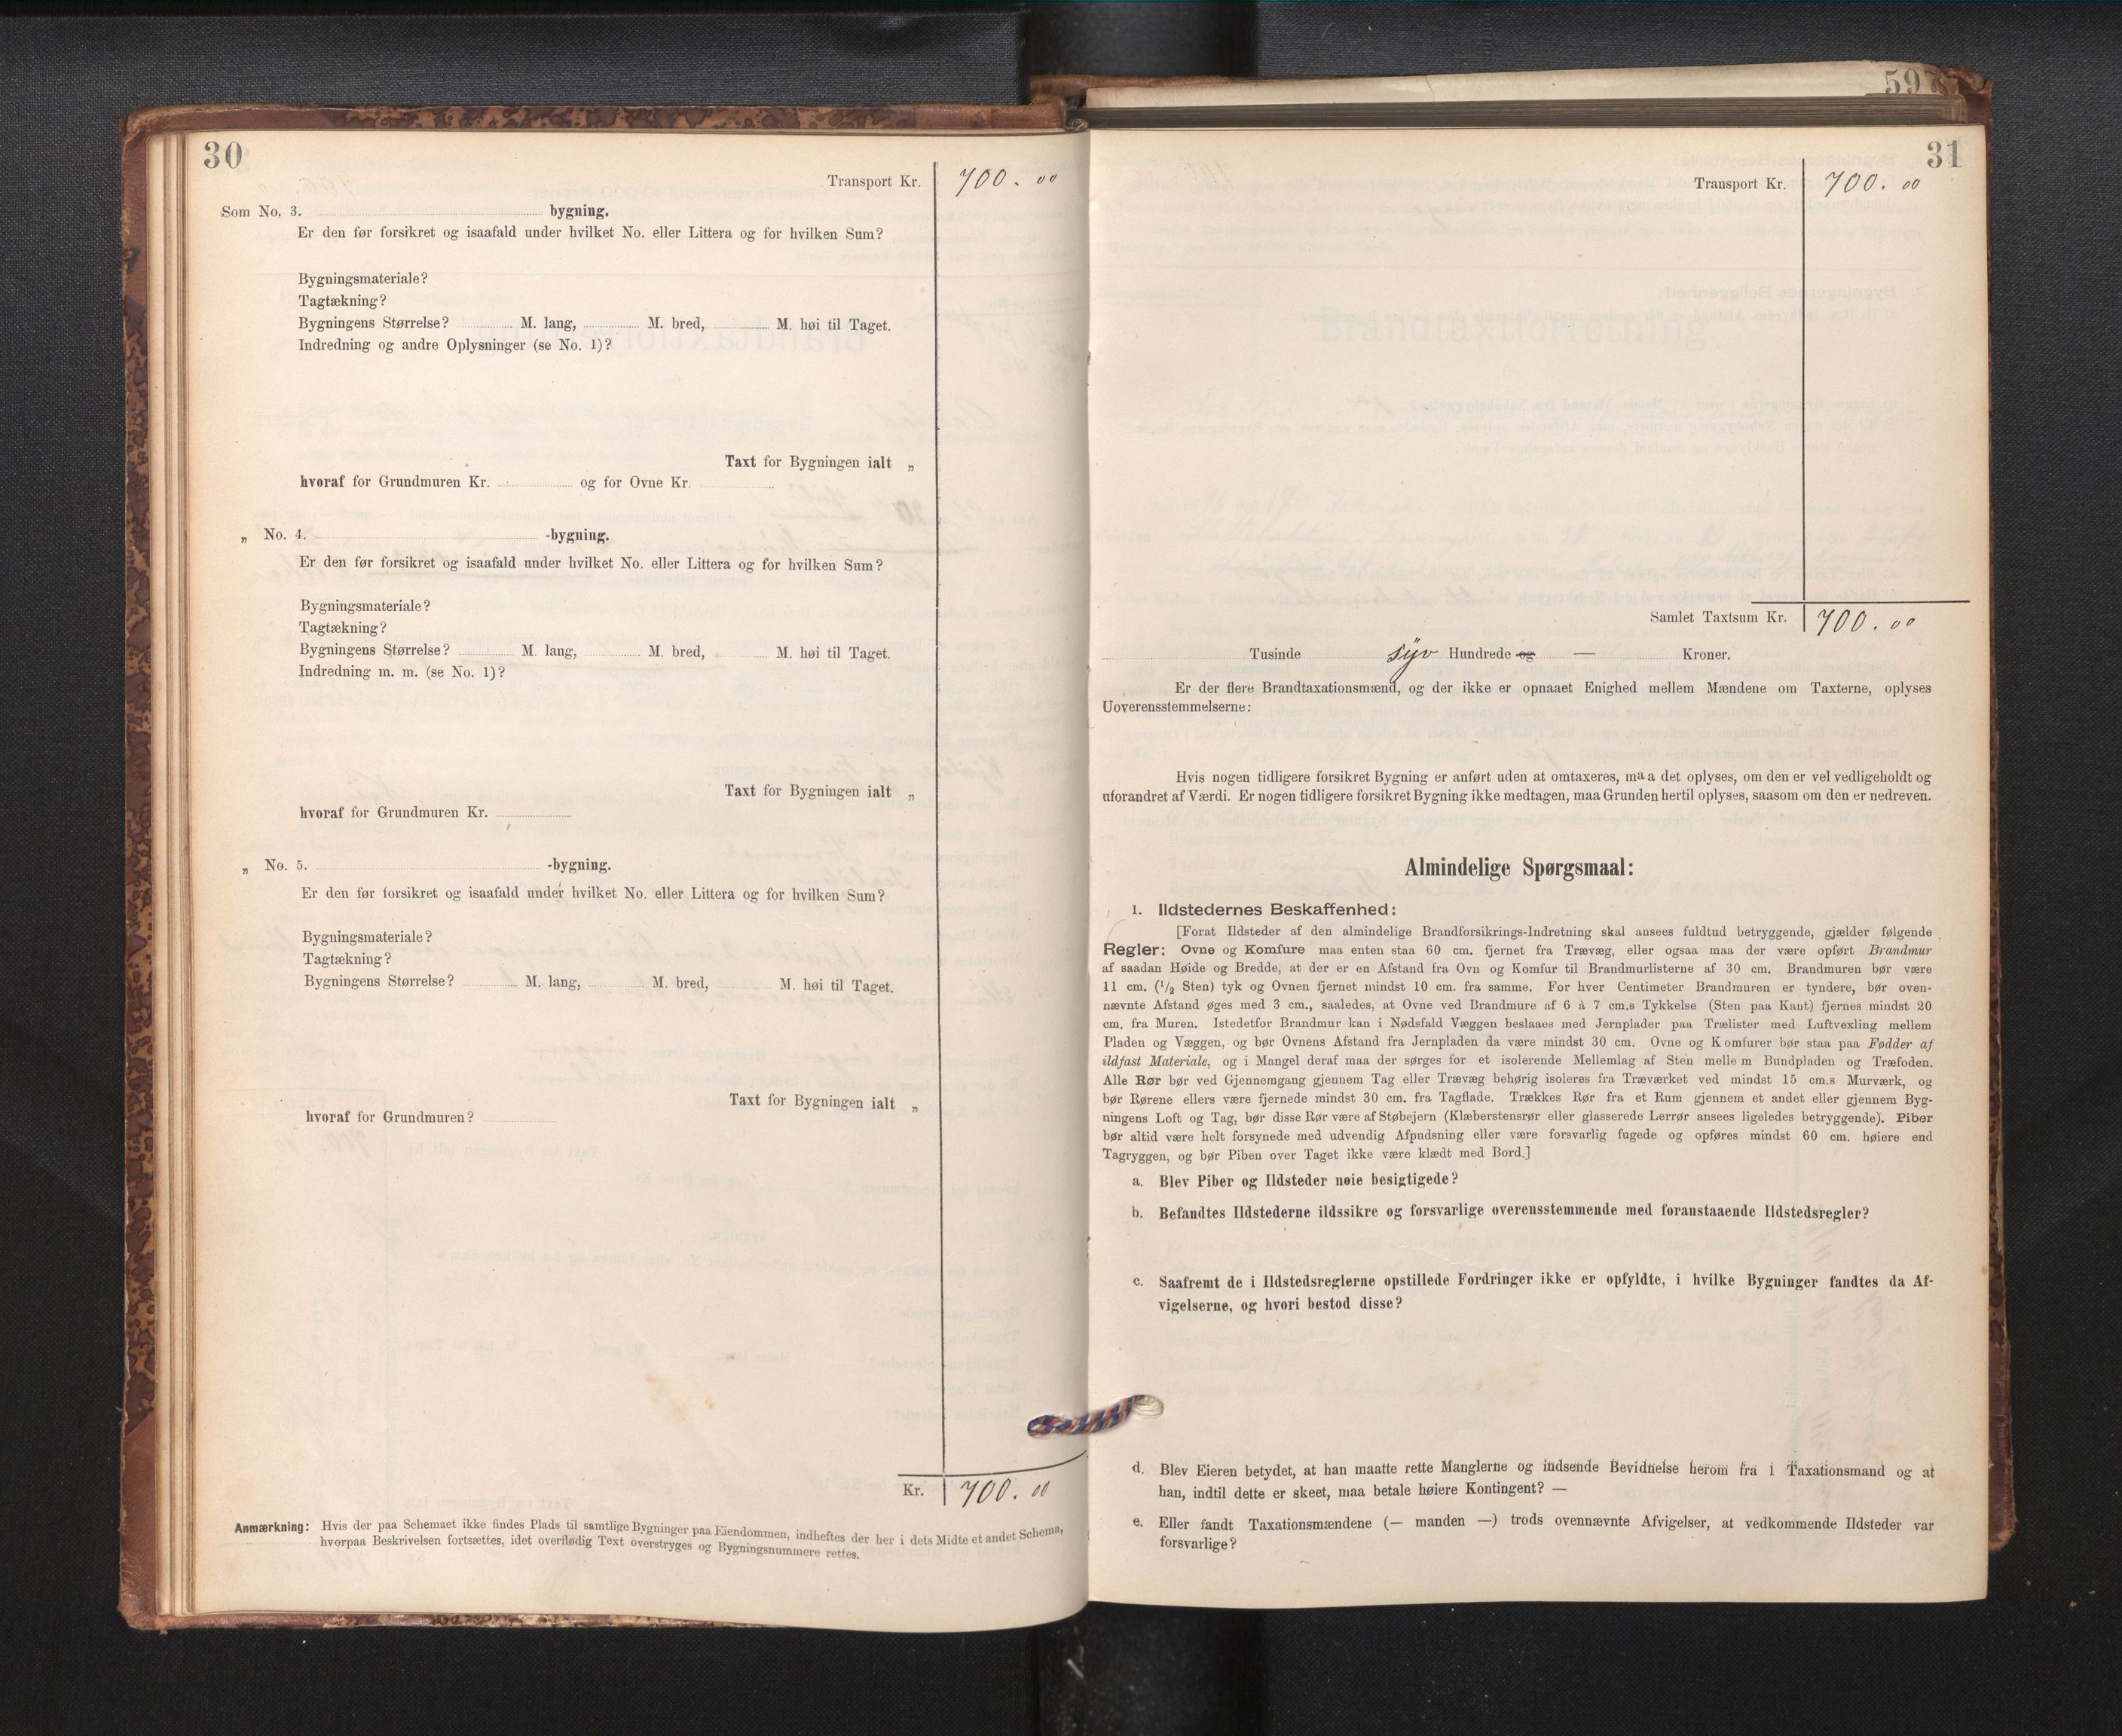 30
Transport Kr. 700.00
Som No. 3. bygning.
Er den før forsikret og isaafald under hvilket No. eller Littera og for hvilken Sum?
Bygningsmateriale?
Tagtækning?
Bygningens Størrelse? M. lang, M. bred, M. høi til Taget.
Indredning og andre Oplysninger (se No. 1)?
Taxt for Bygningen ialt „
hvoraf for Grundmuren Kr. og for Ovne Kr.
„ No. 4. -bygning.
Er den før forsikret og isaafald under hvilket No. eller Littera og for hvilken Sum?
Bygningsmateriale?
Tagtækning?
Bygningens Størrelse? M. lang, M. bred, M. høi til Taget.
Indredning m. m. (se No. 1)?
Taxt for Bygningen ialt „
hvoraf for Grundmuren Kr.
„ No. 5. -bygning.
Er den før forsikret og isaafald under hvilket No. eller Littera og for hvilken Sum?
Bygningsmateriale?
Tagtækning?
Bygningens Størrelse? M. lang, M. bred, M. høi til Taget.
Taxt for Bygningen ialt „
hvoraf for Grundmuren?
Kr. 700.00
Anmærkning: Hvis der paa Schemaet ikke findes Plads til samtlige Bygninger paa Eiendommen, indheftes der her i dets Midte et andet Schema,
hvorpaa Beskrivelsen fortsættes, idet overflødig Text overstryges og Bygningsnummere rettes.
597
31
Transport Kr. 700.00
Samlet Taxtsum Kr. 700.00
Tusinde syv Hundrede og — Kroner.
Er der flere Brandtaxationsmænd, og der ikke er opnaaet Enighed mellem Mændene om Taxterne, oplyses
Uoverensstemmelserne:
Hvis nogen tidligere forsikret Bygning er anført uden at omtaxeres, maa det oplyses, om den er vel vedligeholdt og
uforandret af Værdi. Er nogen tidligere forsikret Bygning ikke medtagen, maa Grunden hertil oplyses, saasom om den er nedreven.
Almindelige Spørgsmaal:
1. Ildstedernes Beskaffenhed:
[Forat Ildsteder af den almindelige Brandforsikrings-Indretning skal ansees fuldtud betryggende, gjælder følgende
Regler: Ovne og Komfure maa enten staa 60 cm. fjernet fra Trævæg, eller ogsaa maa der være opført Brandmur
af saadan Høide og Bredde, at der er en Afstand fra Ovn og Komfur til Brandmurlisterne af 30 cm. Brandmuren bør være
11 cm. (1/2 Sten) tyk og Ovnen fjernet mindst 10 cm. fra samme. For hver Centimeter Brandmuren er tyndere, bør oven-
nævnte Afstand øges med 3 cm., saaledes, at Ovne ved Brandmure af 6 à 7 cm.s Tykkelse (Sten paa Kant) fjernes mindst 20
cm. fra Muren. Istedetfor Brandmur kan i Nødsfald Væggen beslaaes med Jernplader paa Trælister med Luftvexling mellem
Pladen og Væggen, og bør Ovnens Afstand fra Jernpladen da være mindst 30 cm. Ovne og Komfurer bør staa paa Fødder af
ildfast Materiale, og i Mangel deraf maa der sørges for et isolerende Mellemlag af Sten mellem Bundpladen og Træfoden.
Alle Rør bør ved Gjennemgang gjennem Tag eller Trævæg behørig isoleres fra Træværket ved mindst 15 cm.s Murværk, og
bør Rørene ellers være fjernede mindst 30 cm. fra Tagflade. Trækkes Rør fra et Rum gjennem et andet eller gjennem Byg-
ningens Loft og Tag, bør disse Rør være af Støbejern (Klæberstensrør eller glasserede Lerrør ansees ligeledes betryggende). Piber
bør altid være helt forsynede med udvendig Afpudsning eller være forsvarlig fugede og opføres mindst 60 cm. høiere end
Tagryggen, og bør Piben over Taget ikke være klædt med Bord.]
a. Blev Piber og Ildsteder nøie besigtigede?
b. Befandtes Ildstederne ildssikre og forsvarlige overensstemmende med foranstaaende Ildstedsregler?
c. Saafremt de i Ildstedsreglerne opstillede Fordringer ikke er opfyldte, i hvilke Bygninger fandtes da Af-
vigelserne, og hvori bestod disse?
d. Blev Eieren betydet, at han maatte rette Manglerne og indsende Bevidnelse herom fra i Taxationsmand og at
han, indtil dette er skeet, maa betale høiere Kontingent? —
e. Eller fandt Taxationsmændene (— manden —) trods ovennævnte Afvigelser, at vedkommende Ildsteder var
forsvarlige?